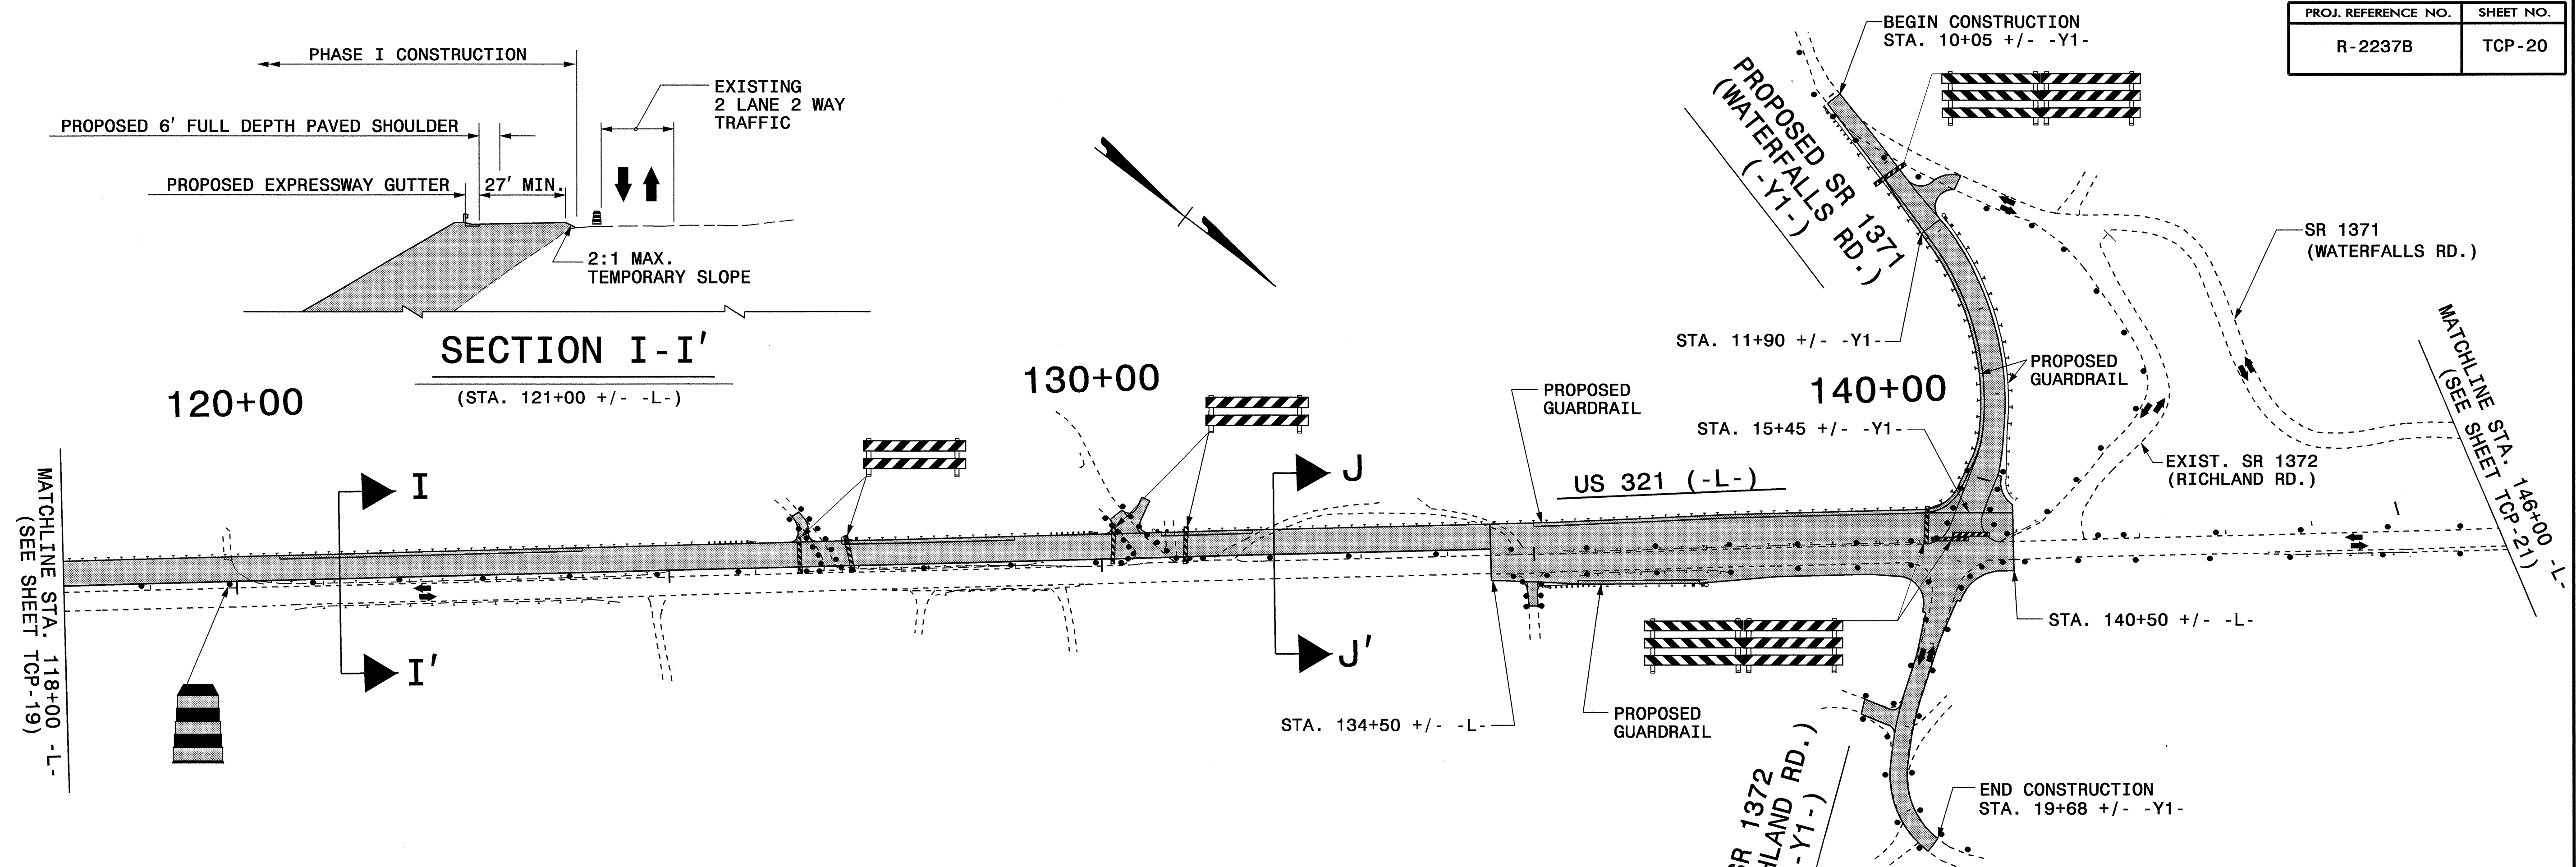 PROJ. REFERENCE NO.
SHEET NO.
R-2237B
TCP-20
PHASE I CONSTRUCTION
EXISTING
2 LANE 2 WAY
TRAFFIC
PROPOSED 6' FULL DEPTH PAVED SHOULDER
PROPOSED EXPRESSWAY GUTTER
27' MIN.
2:1 MAX.
TEMPORARY SLOPE
SECTION I-I'
(STA. 121+00 +/- -L-)
BEGIN CONSTRUCTION
STA. 10+05 +/- -Y1-
PROPOSED SR 1371
(WATERFALLS RD.)
(-Y1-)
SR 1371
(WATERFALLS RD.)
STA. 11+90 +/- -Y1-
PROPOSED
GUARDRAIL
120+00
130+00
140+00
PROPOSED
GUARDRAIL
STA. 15+45 +/- -Y1-
EXIST. SR 1372
(RICHLAND RD.)
MATCHLINE STA. 146+00 -L-
(SEE SHEET TCP-21)
MATCHLINE STA. 118+00 -L-
(SEE SHEET TCP-19)
I
I'
J
J'
US 321 (-L-)
STA. 140+50 +/- -L-
STA. 134+50 +/- -L-
PROPOSED
GUARDRAIL
SR 1372
RD.)
-Y1-)
END CONSTRUCTION
STA. 19+68 +/- -Y1-